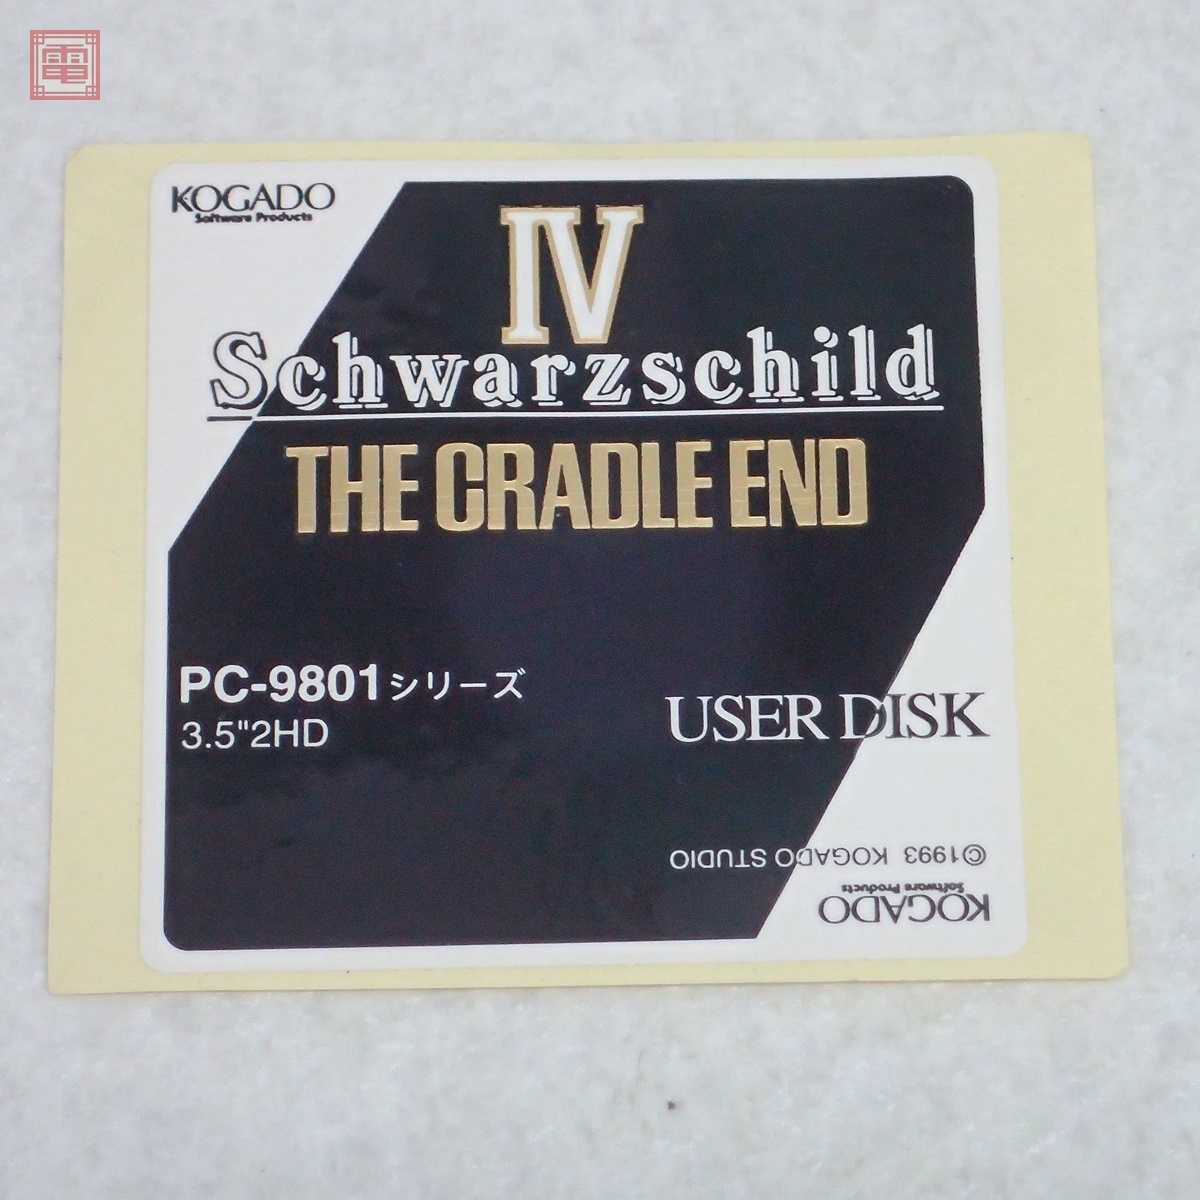 電
KOGADO
Software Products
IV
Schwarzschild
THE CRADLE END
PC-9801シリーズ
3.5"2HD
USER DISK
©1993 KOGADO STUDIO
KOGADO
Software Products